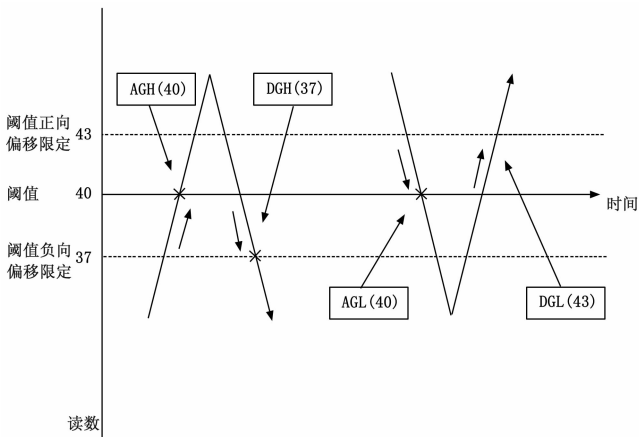 AGH(40)
DGH(37)
阈值正向
偏移限定 43
阈值 40
时间
阈值负向
偏移限定 37
AGL(40)
DGL(43)
读数